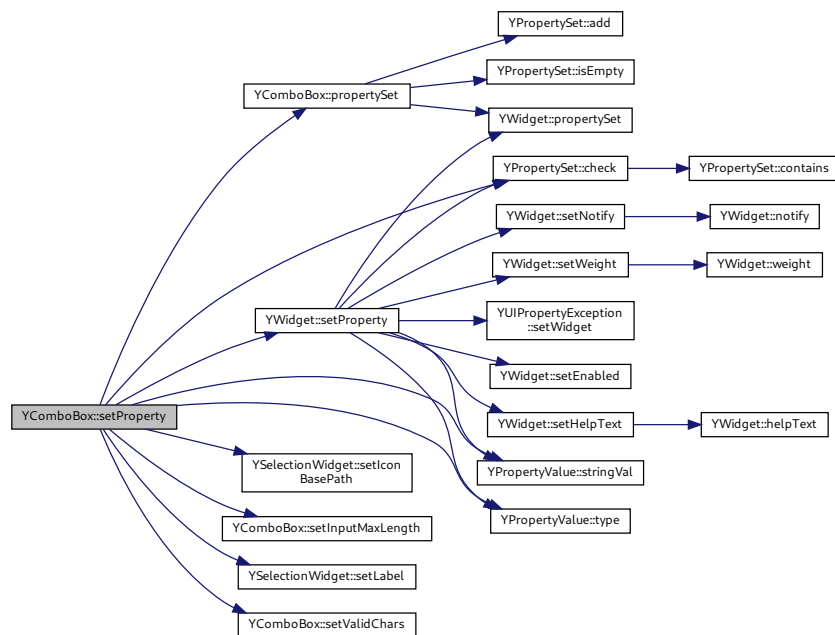 YPropertySet::add
YPropertySet::isEmpty
YComboBox::propertySet
YWidget::propertySet
YPropertySet::check
YPropertySet::contains
YWidget::setNotify
YWidget::notify
YWidget::setWeight
YWidget::weight
YWidget::setProperty
YUIPropertyException
::setWidget
YWidget::setEnabled
YComboBox::setProperty
YWidget::setHelpText
YWidget::helpText
YSelectionWidget::setIcon
BasePath
YPropertyValue::stringVal
YComboBox::setInputMaxLength
YPropertyValue::type
YSelectionWidget::setLabel
YComboBox::setValidChars